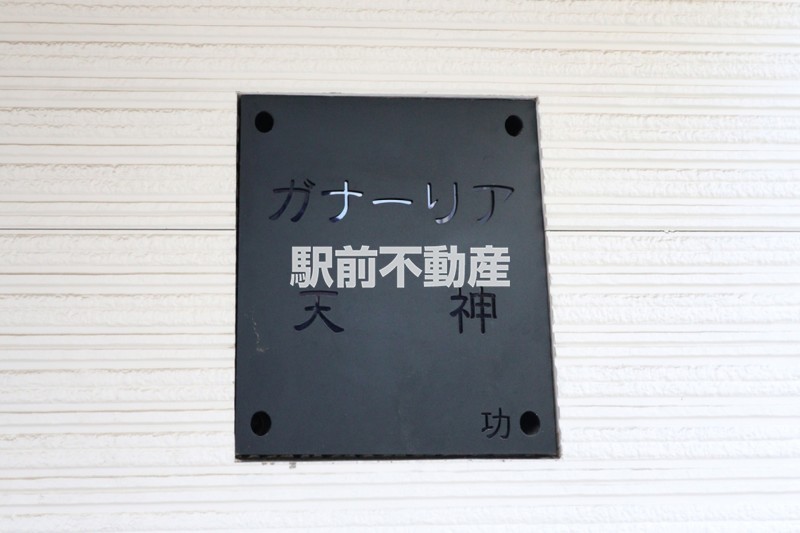 ガナーリア
駅前不動産
天 神
功